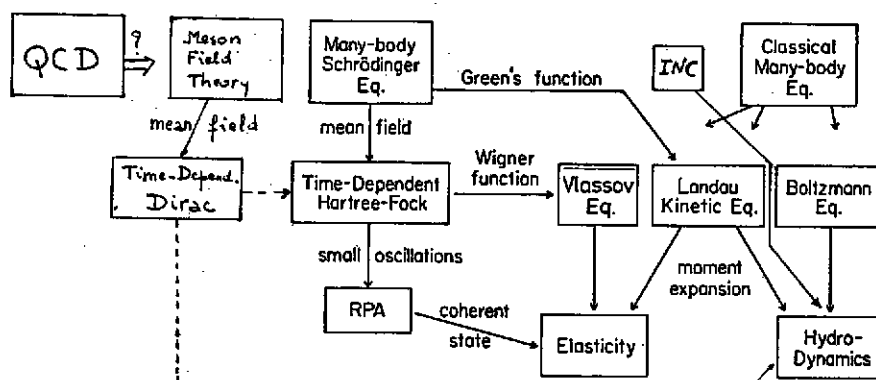 QCD
?
Meson
Field
Theory
Many-body
Schrödinger
Eq.
Green's function
INC
Classical
Many-body
Eq.
mean field
mean field
Time-Depend.
Dirac
Time-Dependent
Hartree-Fock
Wigner
function
Vlassov
Eq.
Landau
Kinetic Eq.
Boltzmann
Eq.
small oscillations
moment
expansion
RPA
coherent
state
Elasticity
Hydro-
Dynamics